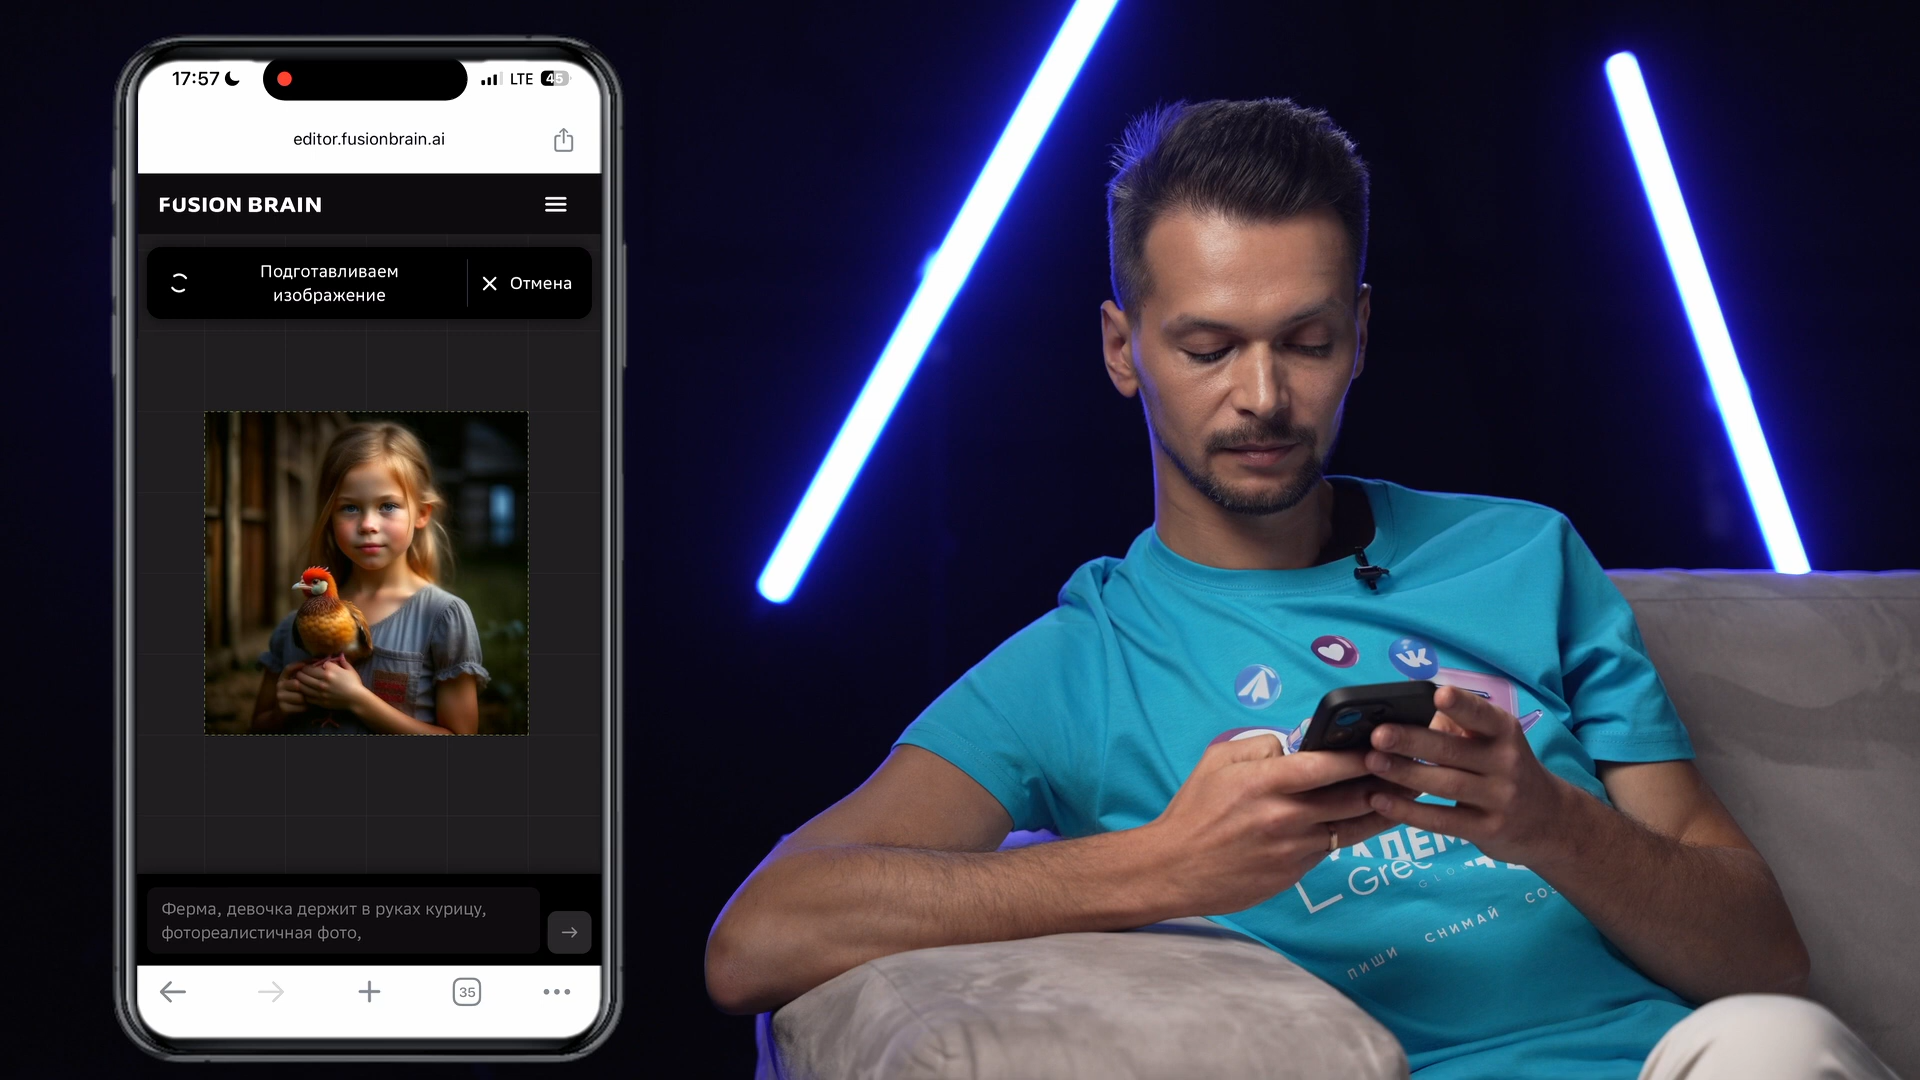 17:57
LTE
45
editor.fusionbrain.ai
FUSION BRAIN
Подготавливаем
изображение
Отмена
Ферма, девочка держит в руках курицу,
фотореалистичная фото,
35
ПИШИ СНИМАЙ